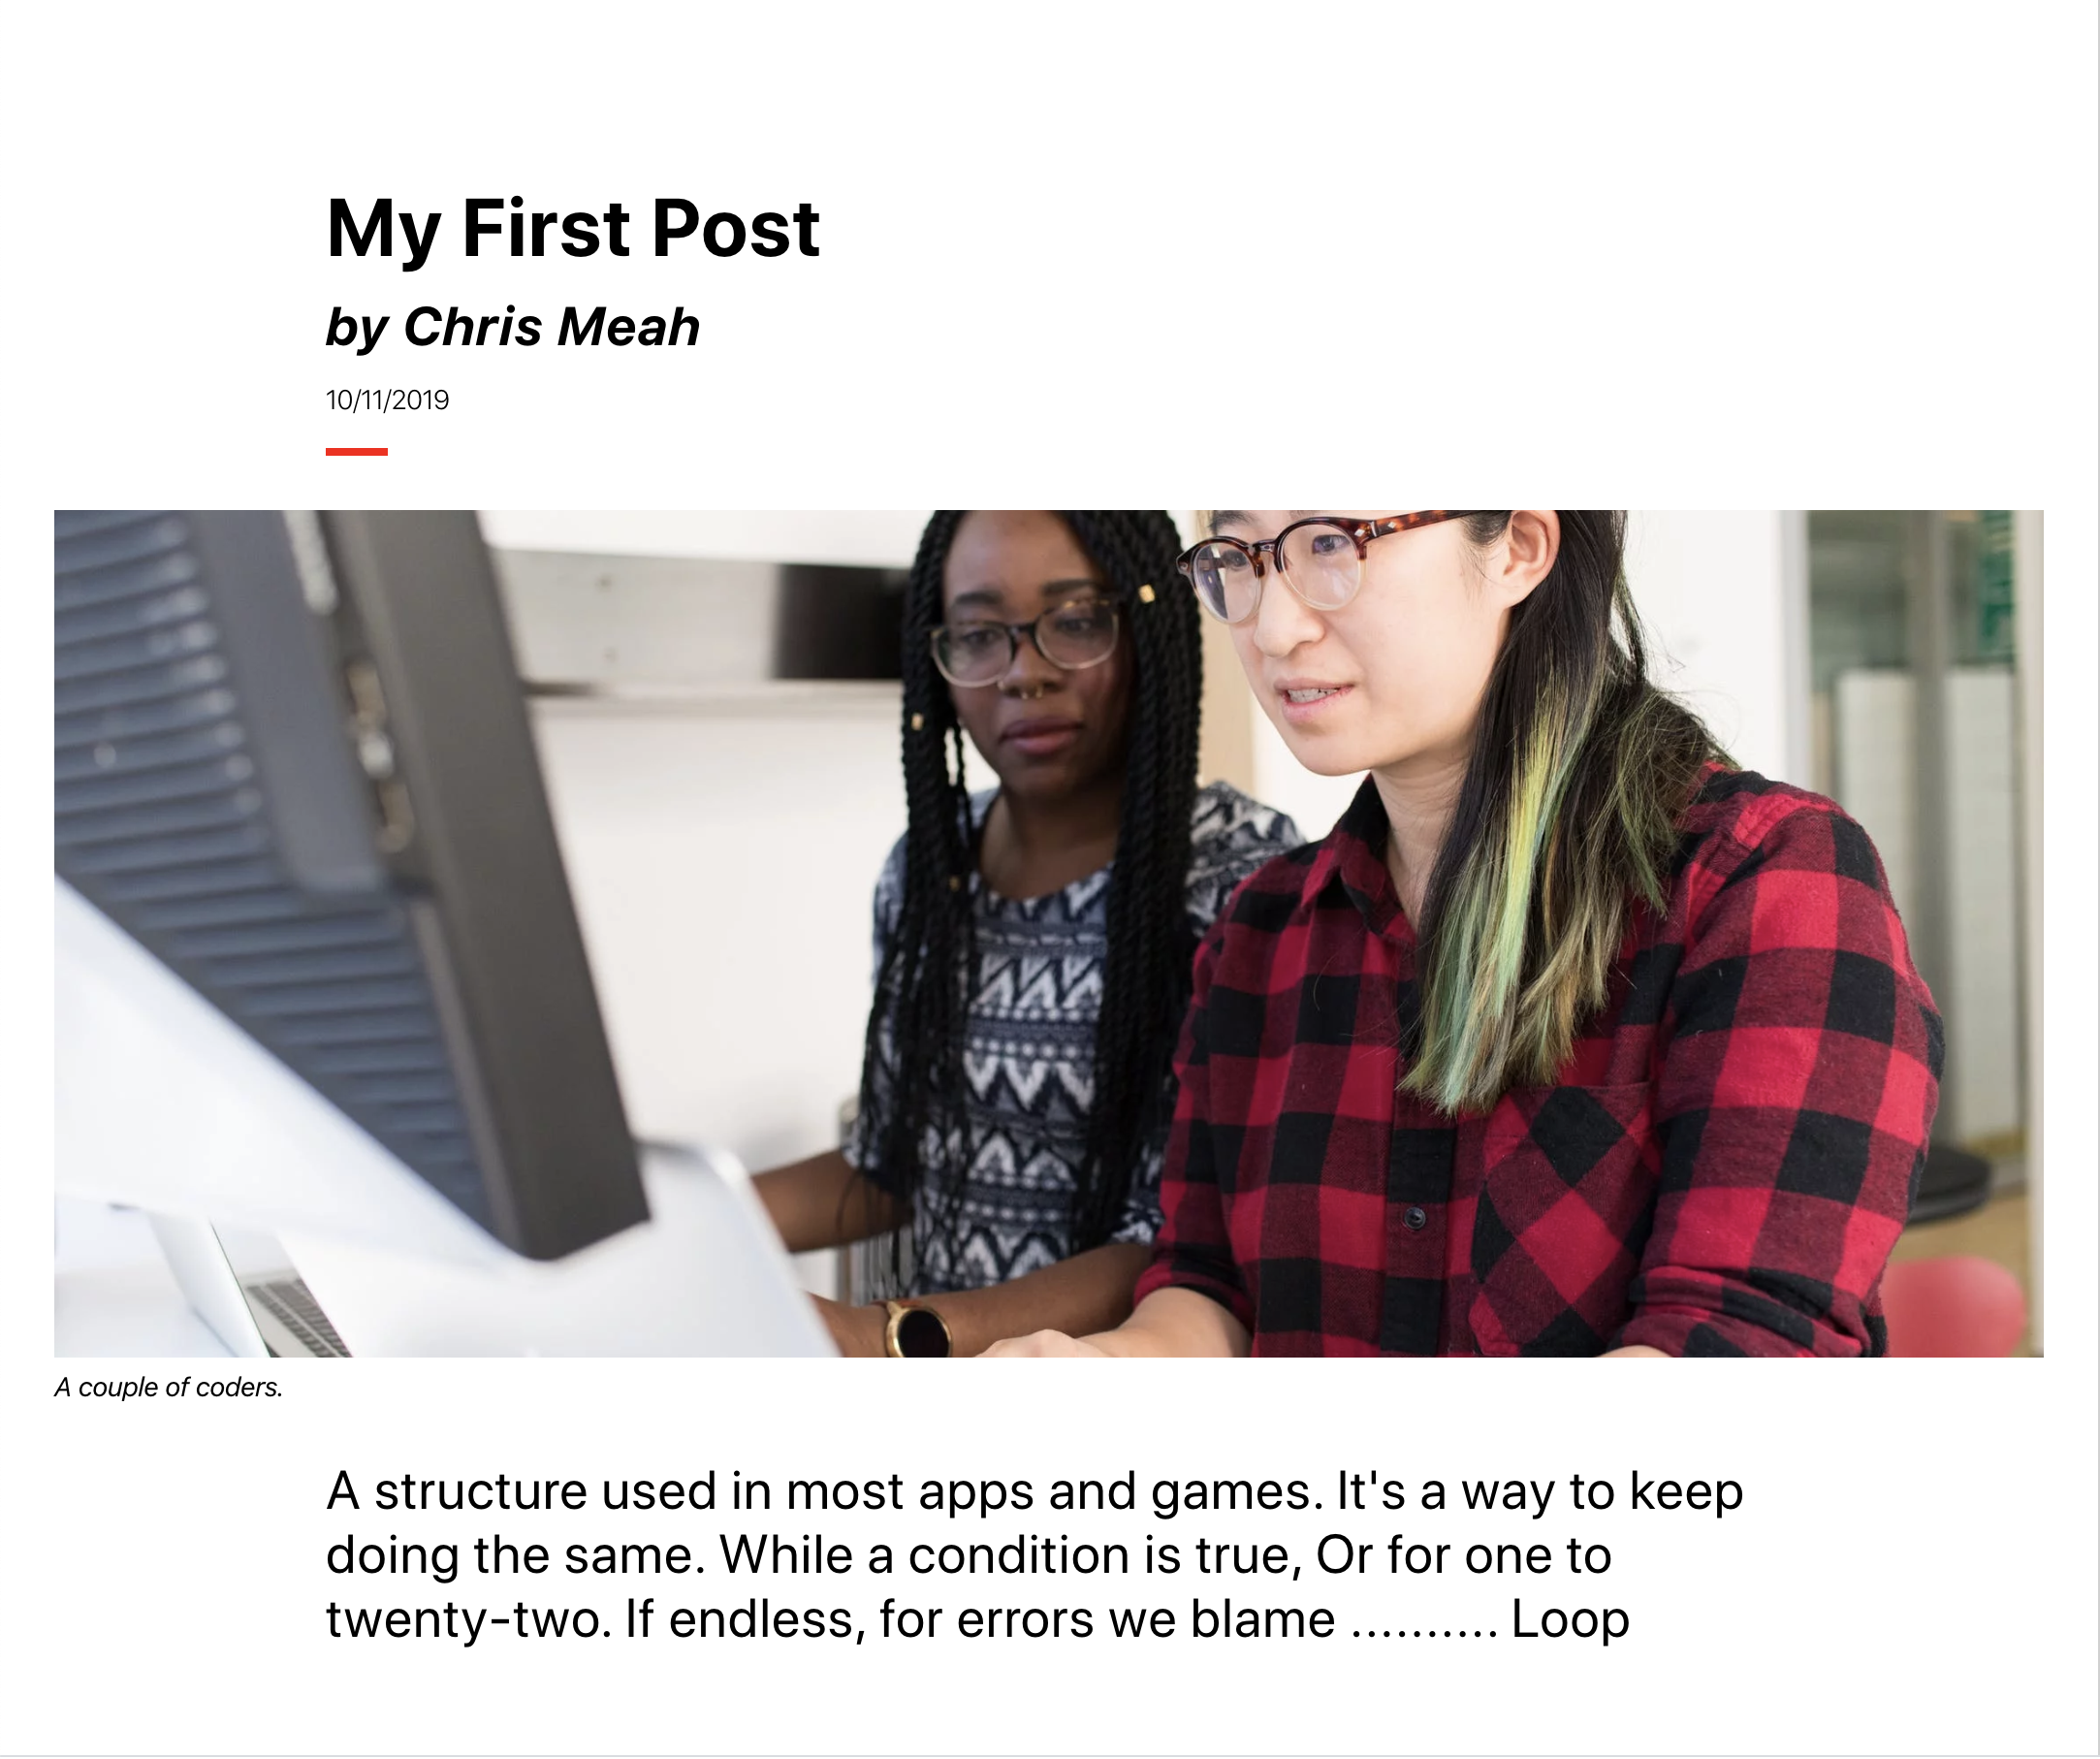 My First Post
by Chris Meah
10/11/2019
A couple of coders.
A structure used in most apps and games. It's a way to keep
doing the same. While a condition is true, Or for one to
twenty-two. If endless, for errors we blame .......... Loop